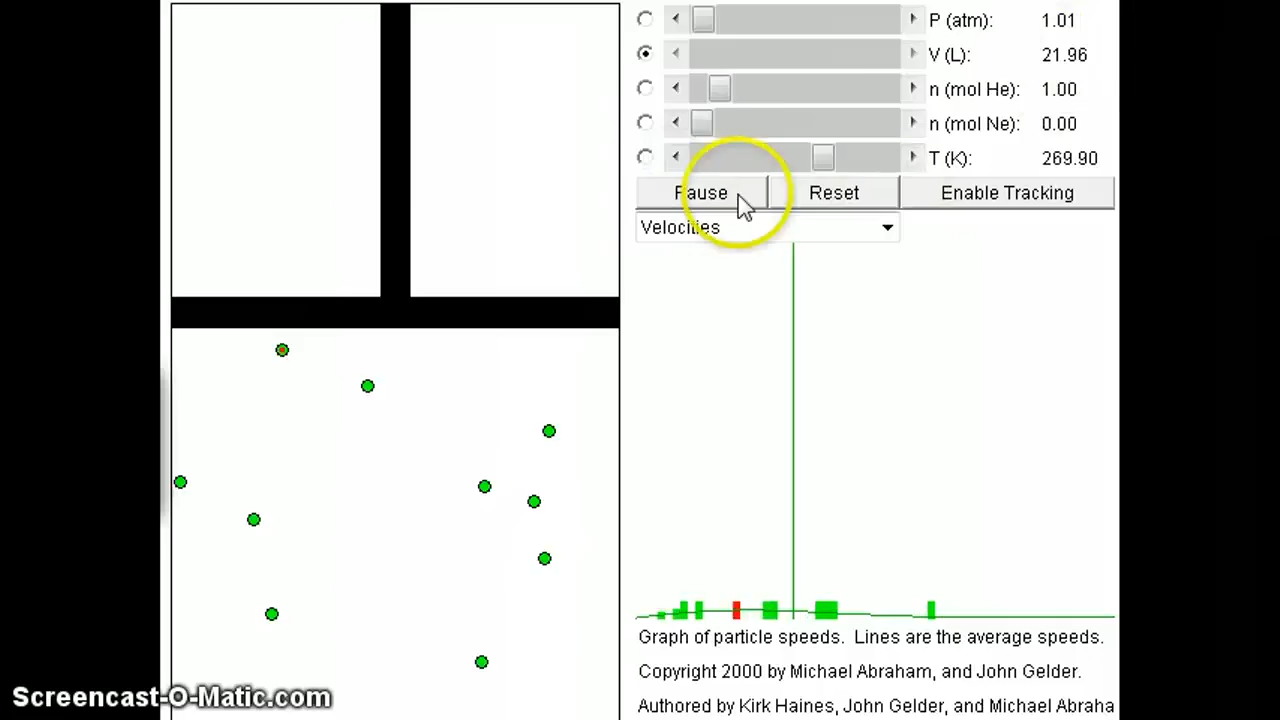 P (atm): 1.01
V (L): 21.96
n (mol He): 1.00
n (mol Ne): 0.00
T (K): 269.90
Pause Reset Enable Tracking
Velocities
Graph of particle speeds. Lines are the average speeds.
Copyright 2000 by Michael Abraham, and John Gelder.
Authored by Kirk Haines, John Gelder, and Michael Abraha
Screencast-O-Matic.com